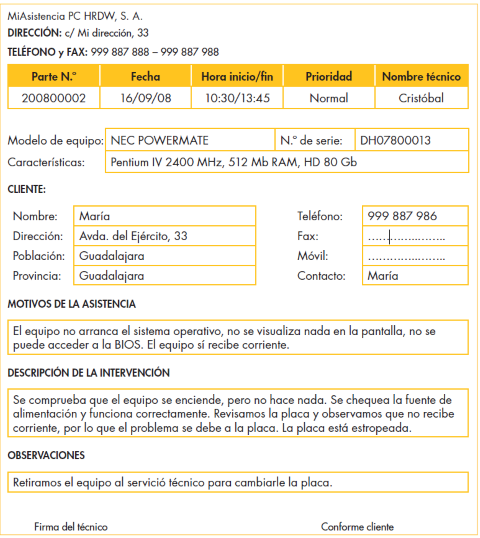 MiAsistencia PC HRDW, S. A.
DIRECCIÓN: c/ Mi dirección, 33
TELÉFONO y FAX: 999 887 888 – 999 887 988
Parte N.º Fecha Hora inicio/fin Prioridad Nombre técnico
200800002 16/09/08 10:30/13:45 Normal Cristóbal
Modelo de equipo: NEC POWERMATE N.º de serie: DH07800013
Características: Pentium IV 2400 MHz, 512 Mb RAM, HD 80 Gb
CLIENTE:
Nombre: María Teléfono: 999 887 986
Dirección: Avda. del Ejército, 33 Fax: ......................
Población: Guadalajara Móvil: ......................
Provincia: Guadalajara Contacto: María
MOTIVOS DE LA ASISTENCIA
El equipo no arranca el sistema operativo, no se visualiza nada en la pantalla, no se
puede acceder a la BIOS. El equipo sí recibe corriente.
DESCRIPCIÓN DE LA INTERVENCIÓN
Se comprueba que el equipo se enciende, pero no hace nada. Se chequea la fuente de
alimentación y funciona correctamente. Revisamos la placa y observamos que no recibe
corriente, por lo que el problema se debe a la placa. La placa está estropeada.
OBSERVACIONES
Retiramos el equipo al servició técnico para cambiarle la placa.
Firma del técnico Conforme cliente